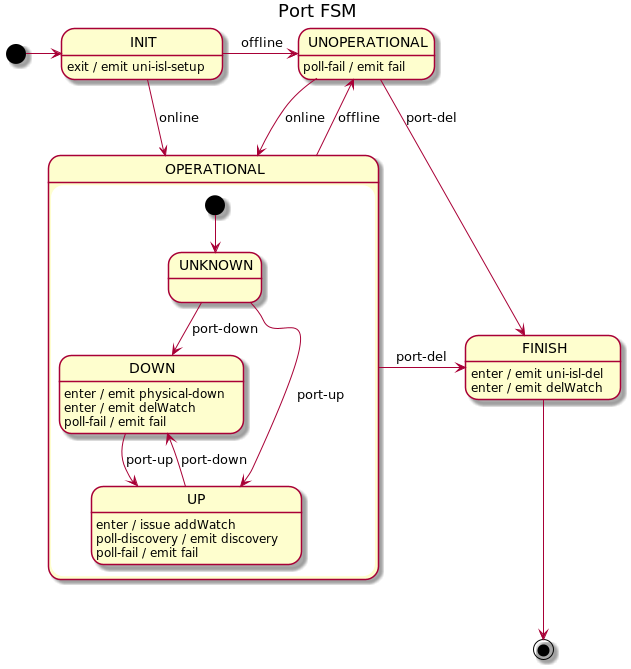 Port FSM
INIT
exit / emit uni-isl-setup
offline
UNOPERATIONAL
poll-fail / emit fail
online
online
offline
port-del
OPERATIONAL
UNKNOWN
port-down
DOWN
enter / emit physical-down
enter / emit delWatch
poll-fail / emit fail
port-up
port-del
FINISH
enter / emit uni-isl-del
enter / emit delWatch
port-up
port-down
UP
enter / issue addWatch
poll-discovery / emit discovery
poll-fail / emit fail